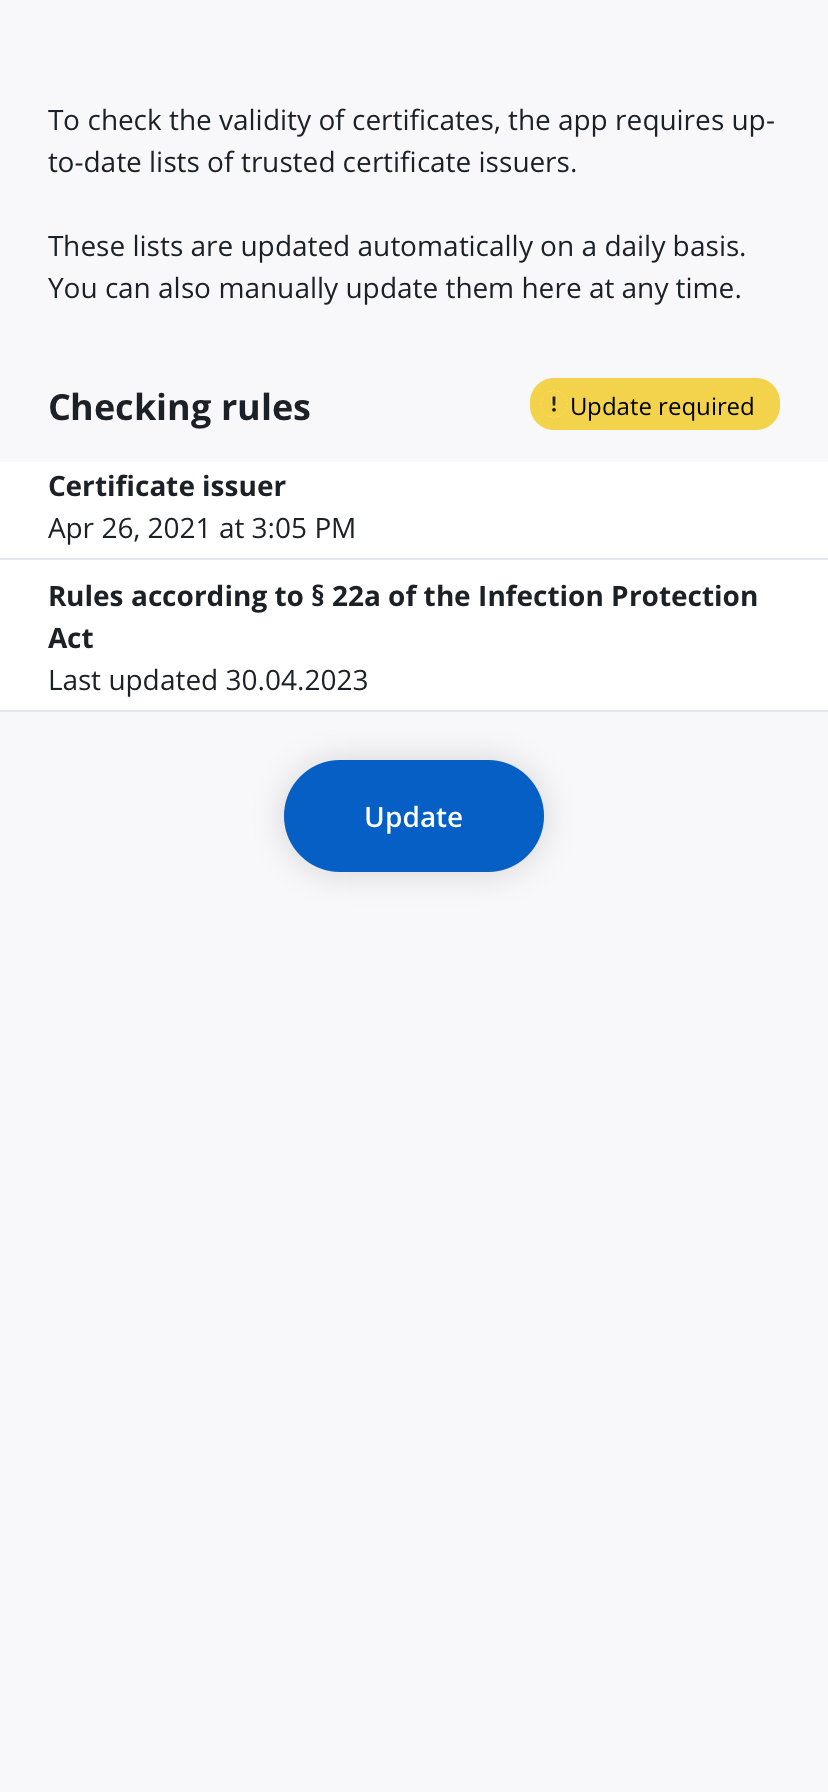 To check the validity of certificates, the app requires up-
to-date lists of trusted certificate issuers.
These lists are updated automatically on a daily basis.
You can also manually update them here at any time.
Checking rules
! Update required
Certificate issuer
Apr 26, 2021 at 3:05 PM
Rules according to § 22a of the Infection Protection
Act
Last updated 30.04.2023
Update